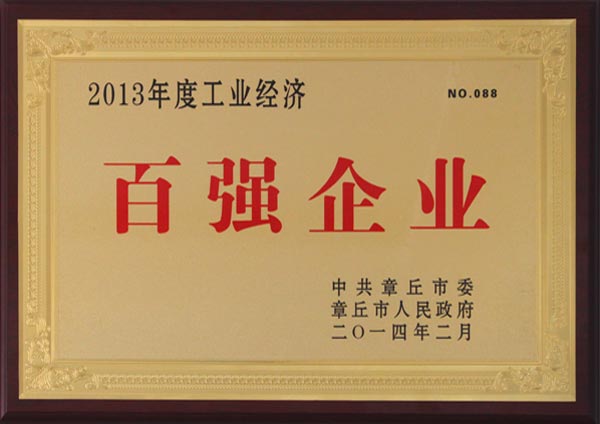 2013年度工业经济
NO.088
百强企业
中共章丘市委
章丘市人民政府
二〇一四年二月